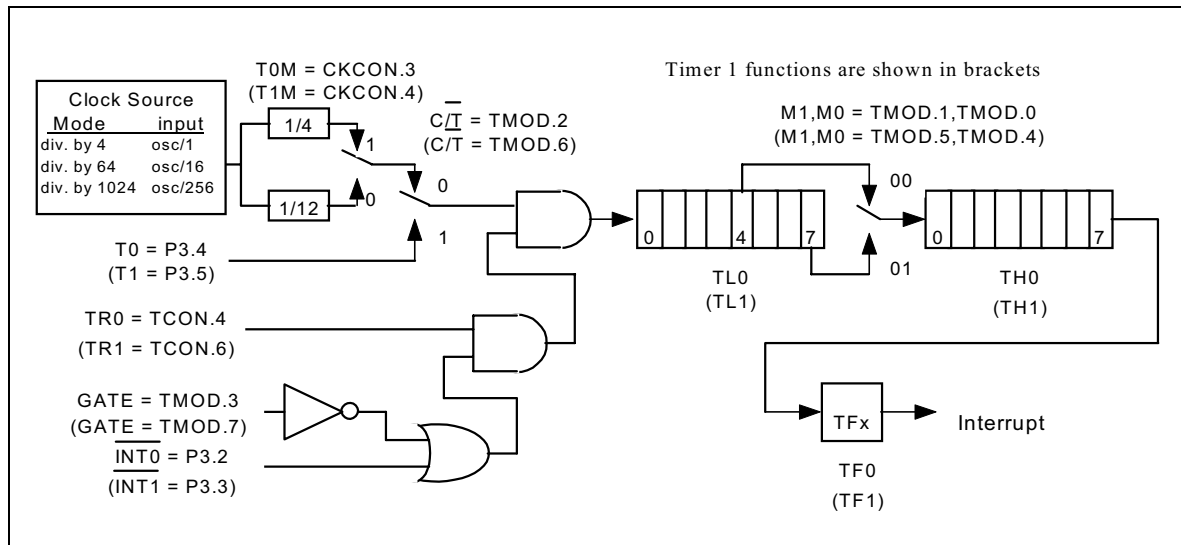 T0M = CKCON.3
(T1M = CKCON.4)
Timer 1 functions are shown in brackets
Clock Source
Mode input
div. by 4 osc/1
div. by 64 osc/16
div. by 1024 osc/256
1/4
1
0
1/12
C/T̅ = TMOD.2
(C/T̅ = TMOD.6)
0
1
M1,M0 = TMOD.1,TMOD.0
(M1,M0 = TMOD.5,TMOD.4)
00
01
0 4 7
0 7
TL0
(TL1)
TH0
(TH1)
T0 = P3.4
(T1 = P3.5)
TR0 = TCON.4
(TR1 = TCON.6)
GATE = TMOD.3
(GATE = TMOD.7)
I̅N̅T̅0̅ = P3.2
(I̅N̅T̅1̅ = P3.3)
TFx
Interrupt
TF0
(TF1)